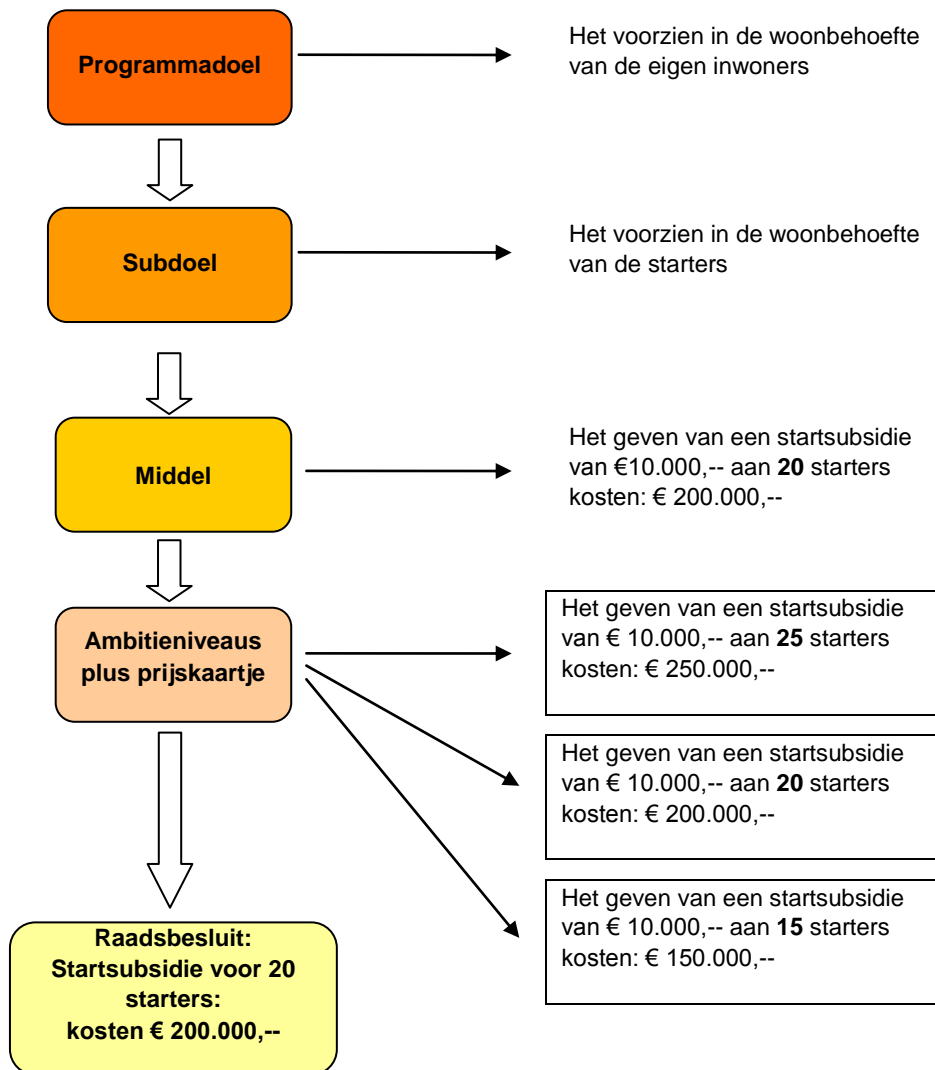 Programmadoel
Het voorzien in de woonbehoefte
van de eigen inwoners
Subdoel
Het voorzien in de woonbehoefte
van de starters
Middel
Het geven van een startsubsidie
van €10.000,-- aan 20 starters
kosten: € 200.000,--
Ambitieniveaus
plus prijskaartje
Het geven van een startsubsidie
van € 10.000,-- aan 25 starters
kosten: € 250.000,--
Het geven van een startsubsidie
van € 10.000,-- aan 20 starters
kosten: € 200.000,--
Het geven van een startsubsidie
van € 10.000,-- aan 15 starters
kosten: € 150.000,--
Raadsbesluit:
Startsubsidie voor 20
starters:
kosten € 200.000,--